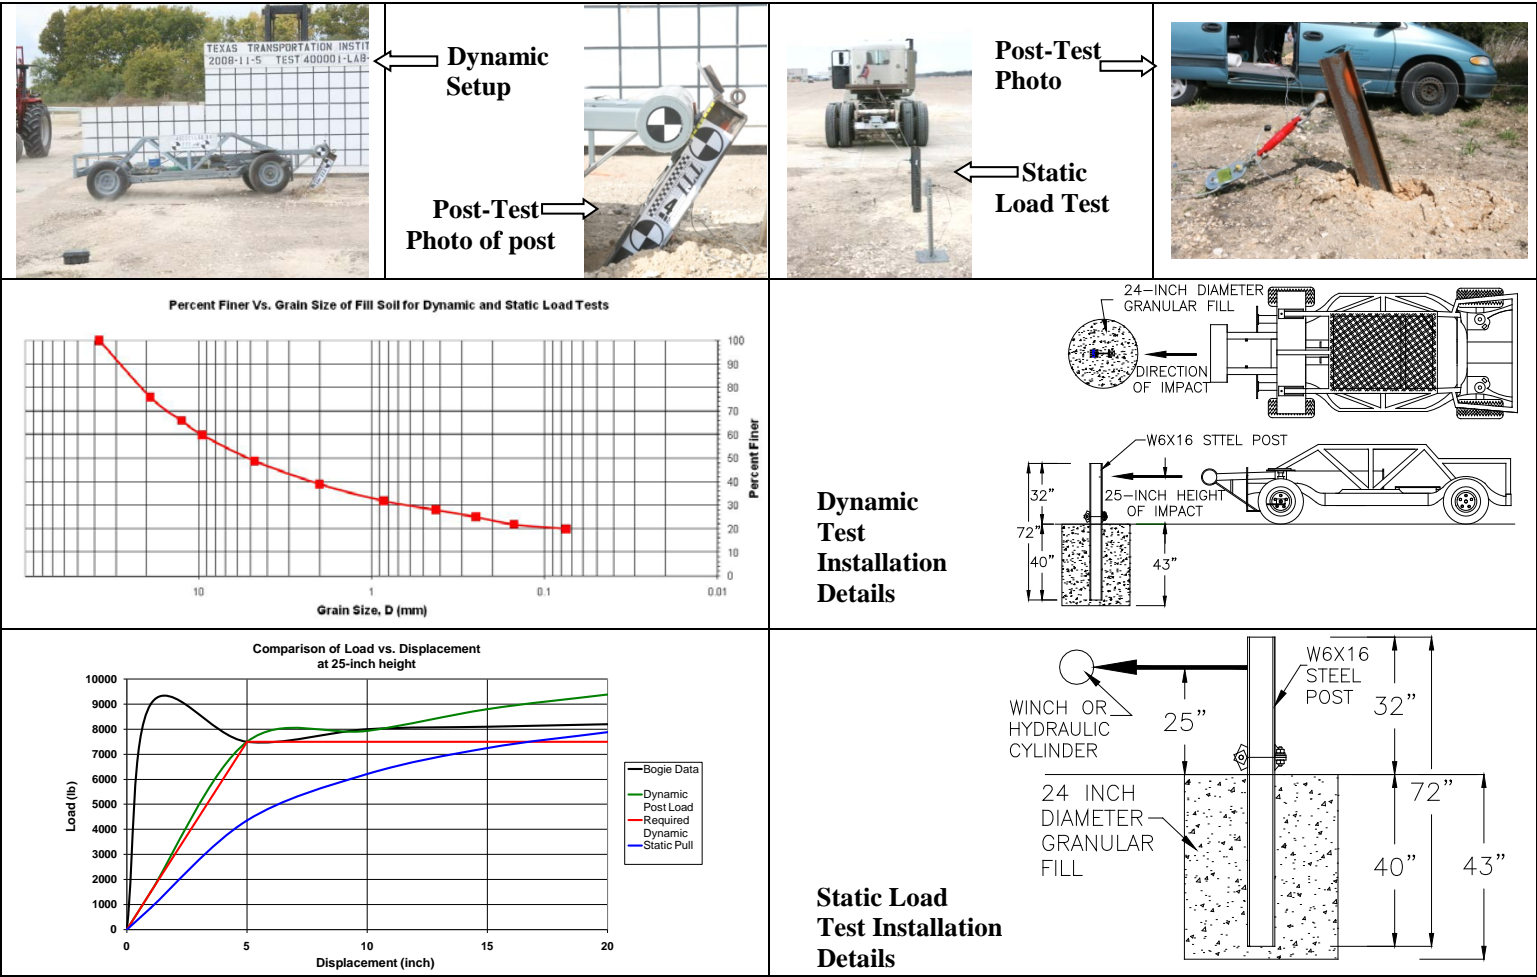 TEXAS TRANSPORTATION INSTIT
2008-11-5 TEST 400001-LAB-
Dynamic
Setup
Post-Test
Photo of post
TTI
4
Static
Load Test
Post-Test
Photo
Percent Finer Vs. Grain Size of Fill Soil for Dynamic and Static Load Tests
100
90
80
70
60
50
40
30
20
10
0
Percent Finer
10
1
0.1
0.01
Grain Size, D (mm)
24-INCH DIAMETER
GRANULAR FILL
DIRECTION
OF IMPACT
W6X16 STTEL POST
25-INCH HEIGHT
OF IMPACT
32"
72"
40"
43"
Dynamic
Test
Installation
Details
Comparison of Load vs. Displacement
at 25-inch height
10000
9000
8000
7000
6000
5000
4000
3000
2000
1000
0
Load (lb)
0
5
10
15
20
Displacement (inch)
Bogie Data
Dynamic
Post Load
Required
Dynamic
Static Pull
W6X16
STEEL
POST
WINCH OR
HYDRAULIC
CYLINDER
25"
32"
24 INCH
DIAMETER
GRANULAR
FILL
72"
40"
43"
Static Load
Test Installation
Details